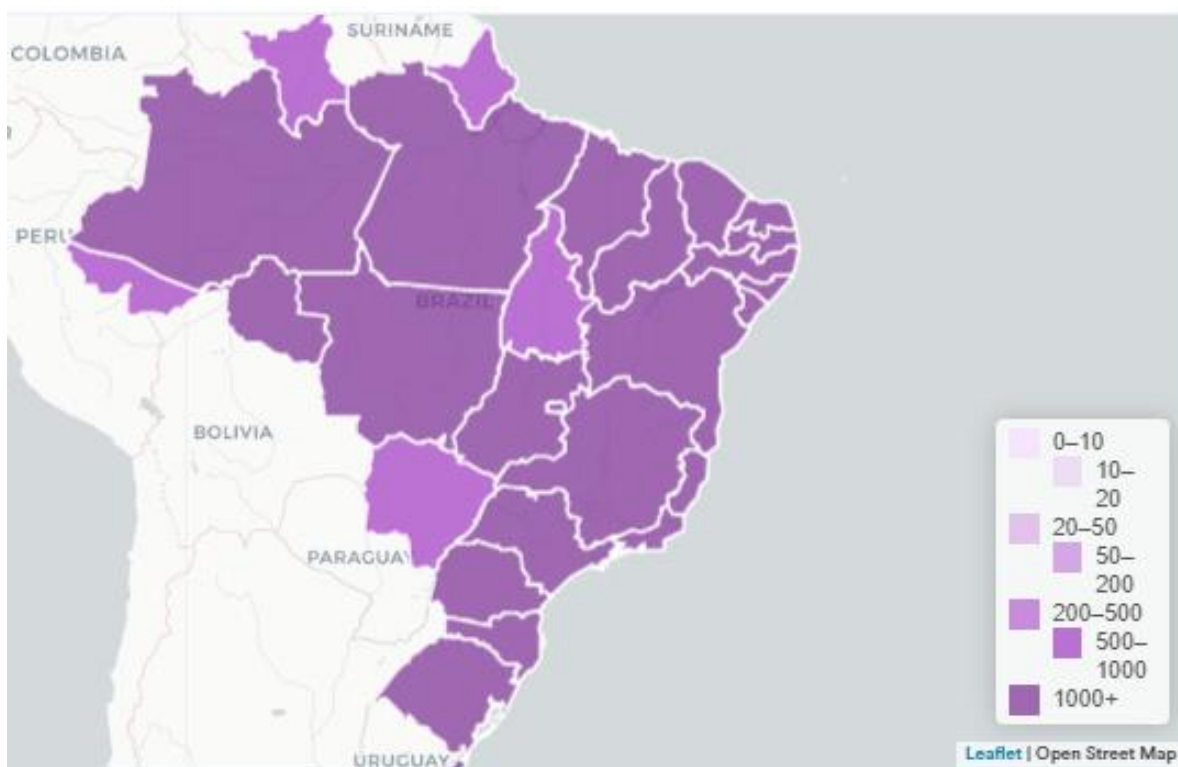 SURINAME
COLOMBIA
PERU
BRAZIL
BOLIVIA
PARAGUAY
URUGUAY
0–10
10–
20
20–50
50–
200
200–500
500–
1000
1000+
Leaflet | Open Street Map